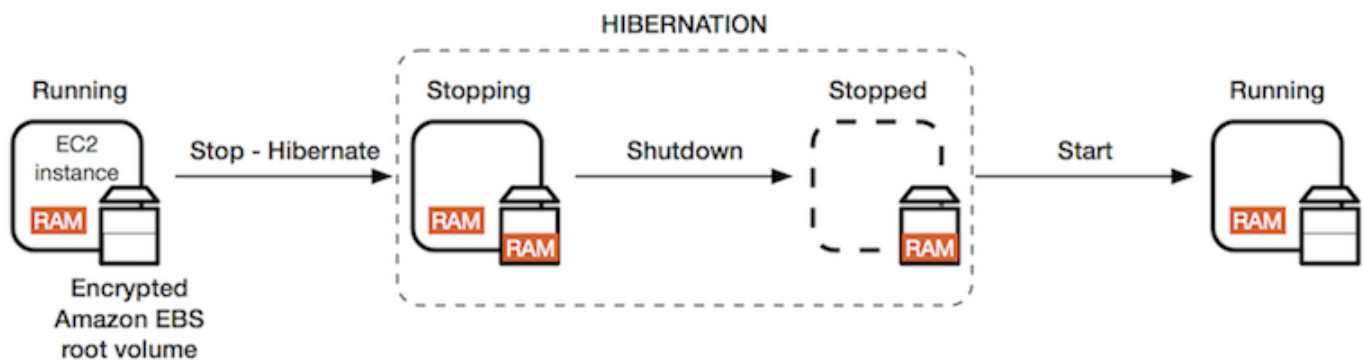 HIBERNATION
Running
Stopping
Stopped
Running
EC2
instance
Stop - Hibernate
Shutdown
Start
RAM
RAM
RAM
RAM
RAM
Encrypted
Amazon EBS
root volume